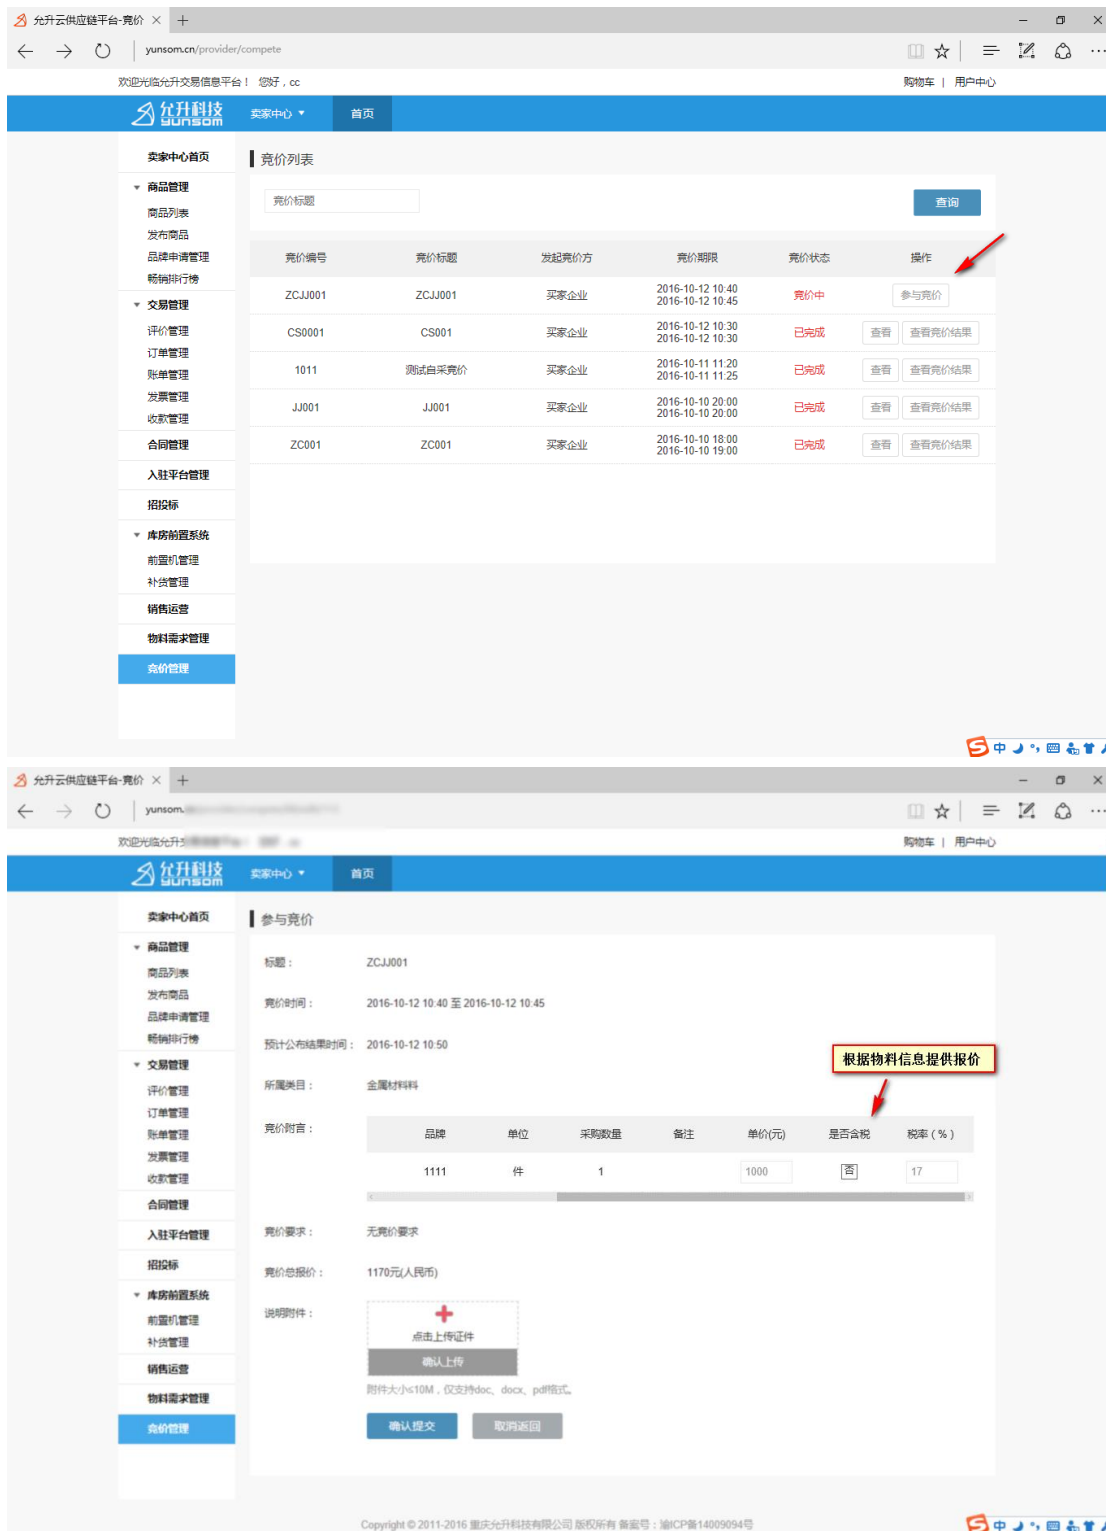 允升云供应链平台-竞价
yunsom.cn/provider/compete
欢迎光临允升交易信息平台！ 您好，cc
购物车 | 用户中心
允升科技
yunsom
卖家中心
首页
卖家中心首页
商品管理
商品列表
发布商品
品牌申请管理
畅销排行榜
交易管理
评价管理
订单管理
账单管理
发票管理
收款管理
合同管理
入驻平台管理
招投标
库房前置系统
前置机管理
补货管理
销售运营
物料需求管理
竞价管理
竞价列表
竞价标题
查询
竞价编号 竞价标题 发起竞价方 竞价期限 竞价状态 操作
ZCJJ001 ZCJJ001 买家企业 2016-10-12 10:40 竞价中 参与竞价
2016-10-12 10:45
CS0001 CS001 买家企业 2016-10-12 10:30 已完成 查看 查看竞价结果
2016-10-12 10:30
1011 测试自采竞价 买家企业 2016-10-11 11:20 已完成 查看 查看竞价结果
2016-10-11 11:25
JJ001 JJ001 买家企业 2016-10-10 20:00 已完成 查看 查看竞价结果
2016-10-10 20:00
ZC001 ZC001 买家企业 2016-10-10 18:00 已完成 查看 查看竞价结果
2016-10-10 19:00
中
允升云供应链平台-竞价
yunsom.
欢迎光临允升
购物车 | 用户中心
允升科技
yunsom
卖家中心
首页
卖家中心首页
商品管理
商品列表
发布商品
品牌申请管理
畅销排行榜
交易管理
评价管理
订单管理
账单管理
发票管理
收款管理
合同管理
入驻平台管理
招投标
库房前置系统
前置机管理
补货管理
销售运营
物料需求管理
竞价管理
参与竞价
标题： ZCJJ001
竞价时间： 2016-10-12 10:40 至 2016-10-12 10:45
预计公布结果时间： 2016-10-12 10:50
根据物料信息提供报价
所属类目： 金属材料料
竞价附言：
品牌 单位 采购数量 备注 单价(元) 是否含税 税率（%）
1111 件 1 1000 否 17
竞价要求： 无竞价要求
竞价总报价： 1170元(人民币)
说明附件：
点击上传证件
确认上传
附件大小≤10M，仅支持doc、docx、pdf格式。
确认提交 取消返回
Copyright © 2011-2016 重庆允升科技有限公司 版权所有 备案号：渝ICP备14009094号
中